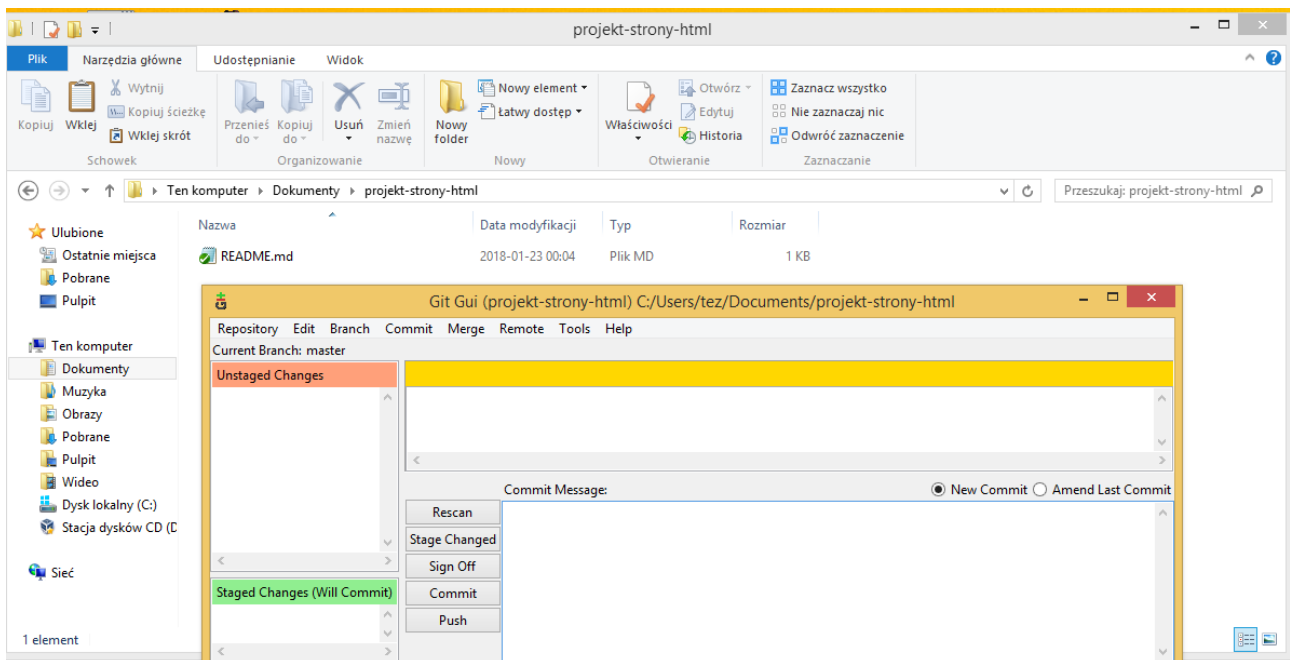 projekt-strony-html
Plik Narzędzia główne Udostępnianie Widok
Kopiuj
Wklej
Wytnij
Kopiuj ścieżkę
Wklej skrót
Schowek
Przenieś do
Kopiuj do
Usuń
Zmień nazwę
Organizowanie
Nowy folder
Nowy element
Łatwy dostęp
Nowy
Właściwości
Otwórz
Edytuj
Historia
Otwieranie
Zaznacz wszystko
Nie zaznaczaj nic
Odwróć zaznaczenie
Zaznaczanie
Ten komputer Dokumenty projekt-strony-html
Przeszukaj: projekt-strony-html
Ulubione
Ostatnie miejsca
Pobrane
Pulpit
Ten komputer
Dokumenty
Muzyka
Obrazy
Pobrane
Pulpit
Wideo
Dysk lokalny (C:)
Stacja dysków CD (D
Sieć
1 element
Nazwa Data modyfikacji Typ Rozmiar
README.md 2018-01-23 00:04 Plik MD 1 KB
Git Gui (projekt-strony-html) C:/Users/tez/Documents/projekt-strony-html
Repository Edit Branch Commit Merge Remote Tools Help
Current Branch: master
Unstaged Changes
Staged Changes (Will Commit)
Commit Message:
New Commit Amend Last Commit
Rescan
Stage Changed
Sign Off
Commit
Push